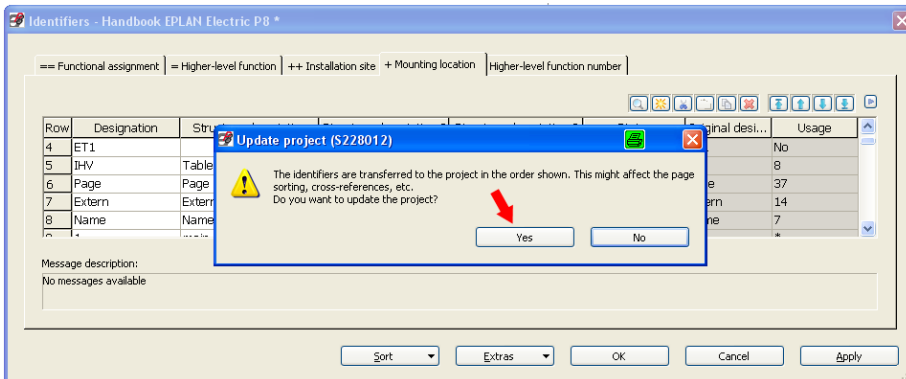 Identifiers - Handbook EPLAN Electric P8 *
== Functional assignment = Higher-level function ++ Installation site + Mounting location Higher-level function number
Row Designation ginal desi... Usage
4 ET1 No
5 IHV Table 8
6 Page Page 37
7 Extern Extern 14
8 Name Name 7
Update project (S228012)
The identifiers are transferred to the project in the order shown. This might affect the page
sorting, cross-references, etc.
Do you want to update the project?
Yes No
Message description:
No messages available
Sort Extras OK Cancel Apply